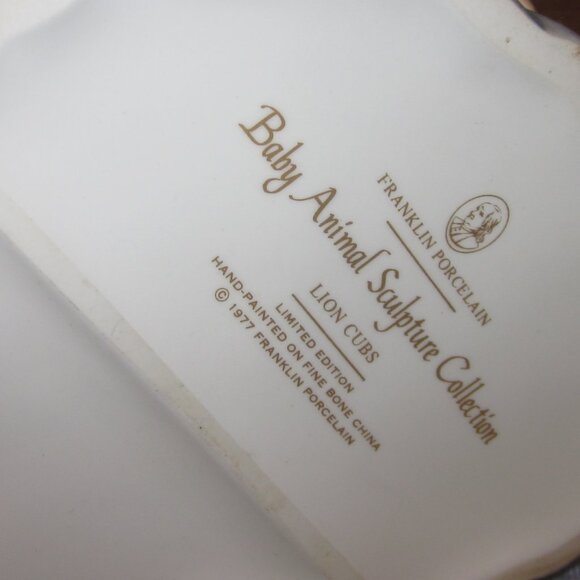 FRANKLIN PORCELAIN
Baby Animal Sculpture Collection
LION CUBS
LIMITED EDITION
HAND-PAINTED ON FINE BONE CHINA
© 1977 FRANKLIN PORCELAIN